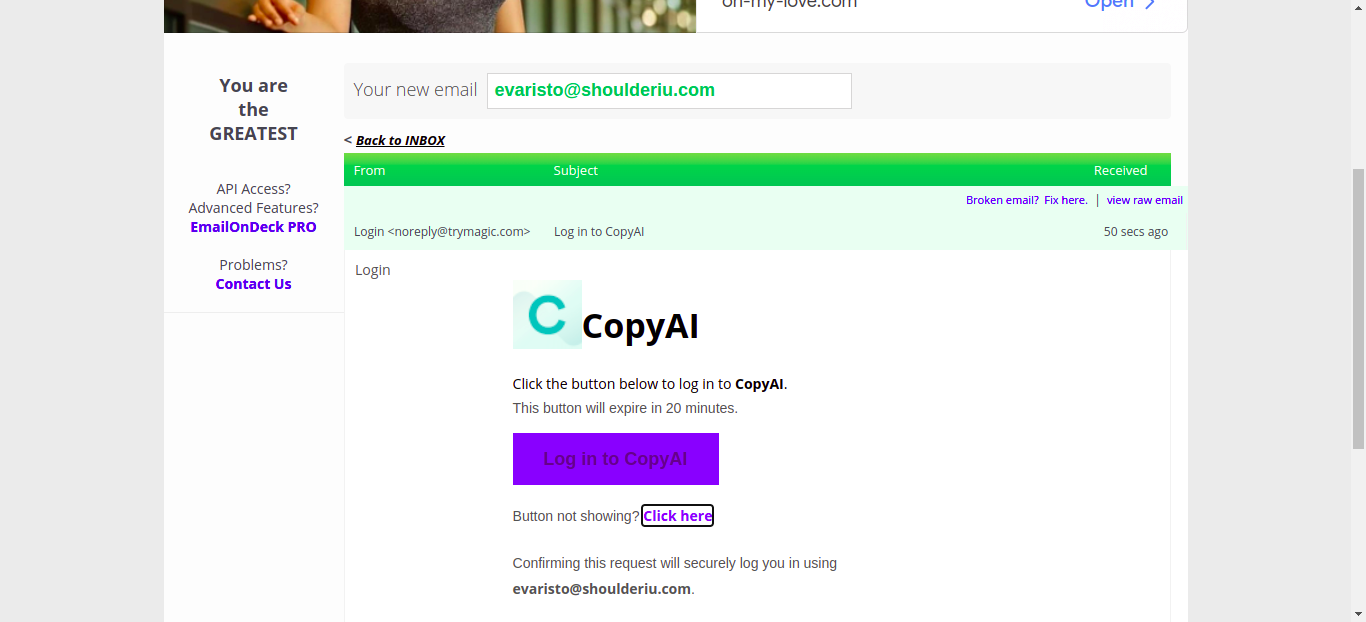 oh-my-love.com
Open
You are
the
GREATEST
API Access?
Advanced Features?
EmailOnDeck PRO
Problems?
Contact Us
Your new email evaristo@shoulderiu.com
< Back to INBOX
From Subject Received
Broken email? Fix here. | view raw email
Login <noreply@trymagic.com> Log in to CopyAI 50 secs ago
Login
C CopyAI
Click the button below to log in to CopyAI.
This button will expire in 20 minutes.
Log in to CopyAI
Button not showing? Click here
Confirming this request will securely log you in using
evaristo@shoulderiu.com.